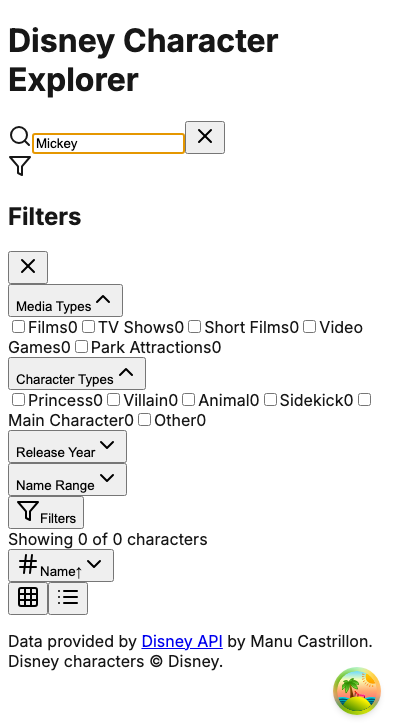 Disney Character
Explorer
Mickey
Filters
Media Types
Films0 TV Shows0 Short Films0 Video
Games0 Park Attractions0
Character Types
Princess0 Villain0 Animal0 Sidekick0
Main Character0 Other0
Release Year
Name Range
Filters
Showing 0 of 0 characters
Name↑
Data provided by Disney API by Manu Castrillon.
Disney characters © Disney.